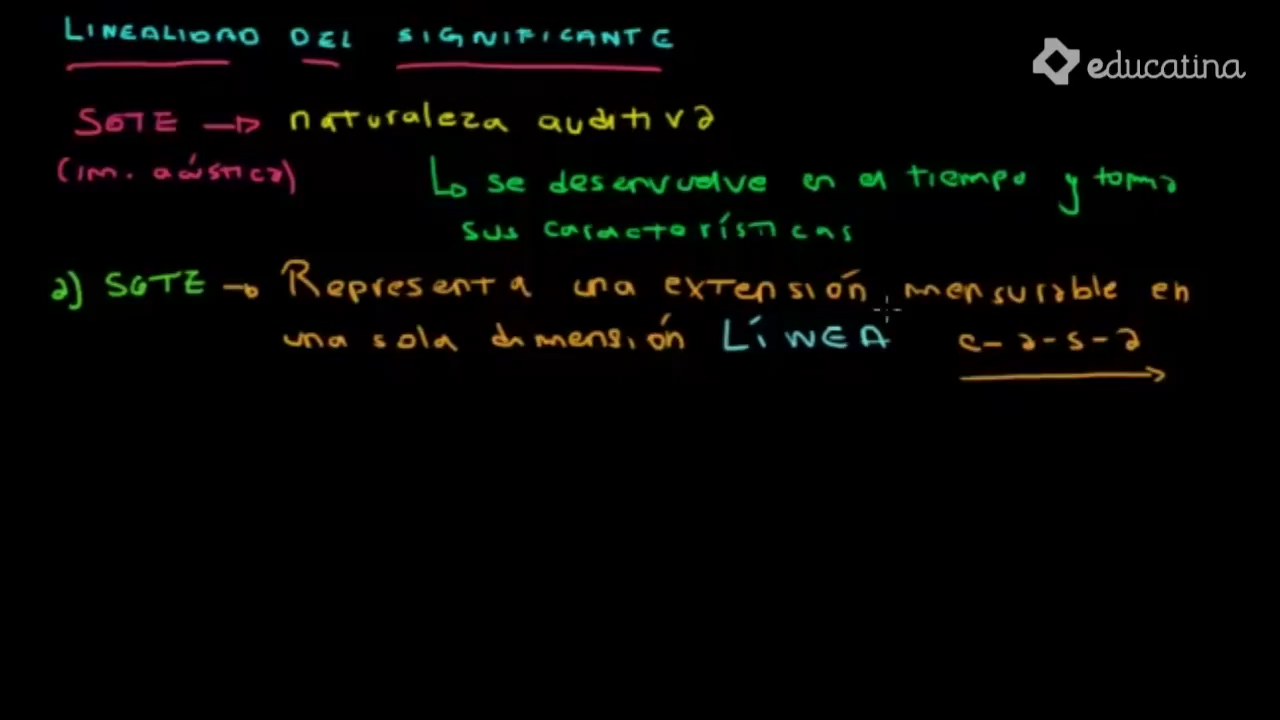 LINEALIDAD DEL SIGNIFICANTE
educatina
SGTE → naturaleza auditiva
(im. acústica)
↳ se desenvuelve en el tiempo y toma
sus características
a) SGTE → Representa una extensión mensurable en
una sola dimensión LÍNEA c-a-s-a